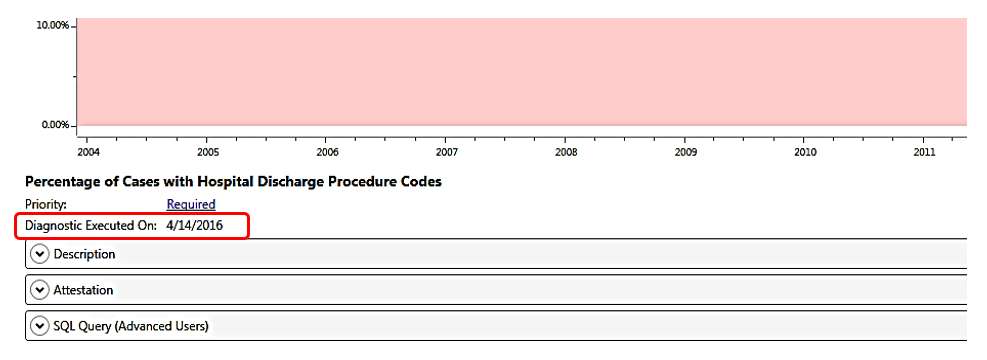 10.00%
0.00%
2004 2005 2006 2007 2008 2009 2010 2011
Percentage of Cases with Hospital Discharge Procedure Codes
Priority: Required
Diagnostic Executed On: 4/14/2016
Description
Attestation
SQL Query (Advanced Users)